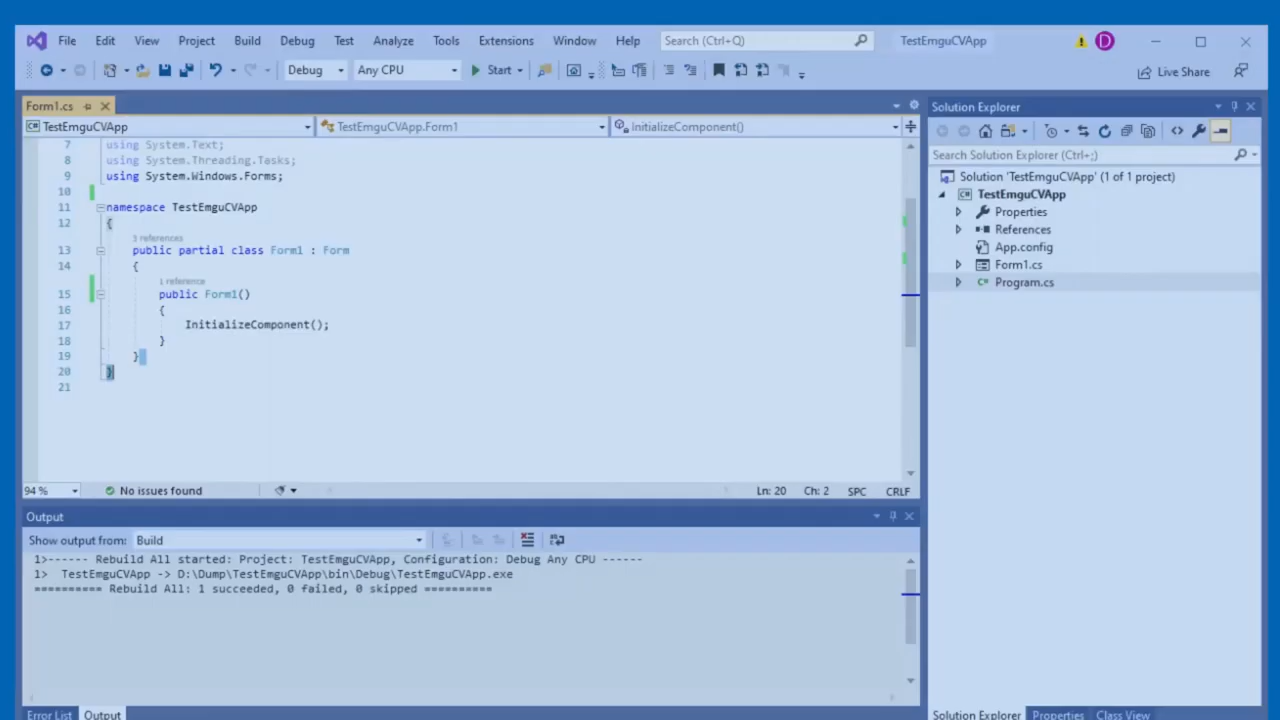 File Edit View Project Build Debug Test Analyze Tools Extensions Window Help Search (Ctrl+Q) TestEmguCVApp D
Debug Any CPU Start Live Share
Form1.cs
TestEmguCVApp TestEmguCVApp.Form1 InitializeComponent()
7 using System.Text;
8 using System.Threading.Tasks;
9 using System.Windows.Forms;
10
11 namespace TestEmguCVApp
12 {
3 references
13 public partial class Form1 : Form
14 {
1 reference
15 public Form1()
16 {
17 InitializeComponent();
18 }
19 }
20 }
21
94 % No issues found Ln: 20 Ch: 2 SPC CRLF
Output
Show output from: Build
1>------ Rebuild All started: Project: TestEmguCVApp, Configuration: Debug Any CPU ------
1> TestEmguCVApp -> D:\Dump\TestEmguCVApp\bin\Debug\TestEmguCVApp.exe
========== Rebuild All: 1 succeeded, 0 failed, 0 skipped ==========
Error List Output
Solution Explorer
Search Solution Explorer (Ctrl+;)
Solution 'TestEmguCVApp' (1 of 1 project)
C# TestEmguCVApp
Properties
References
App.config
Form1.cs
C# Program.cs
Solution Explorer Properties Class View